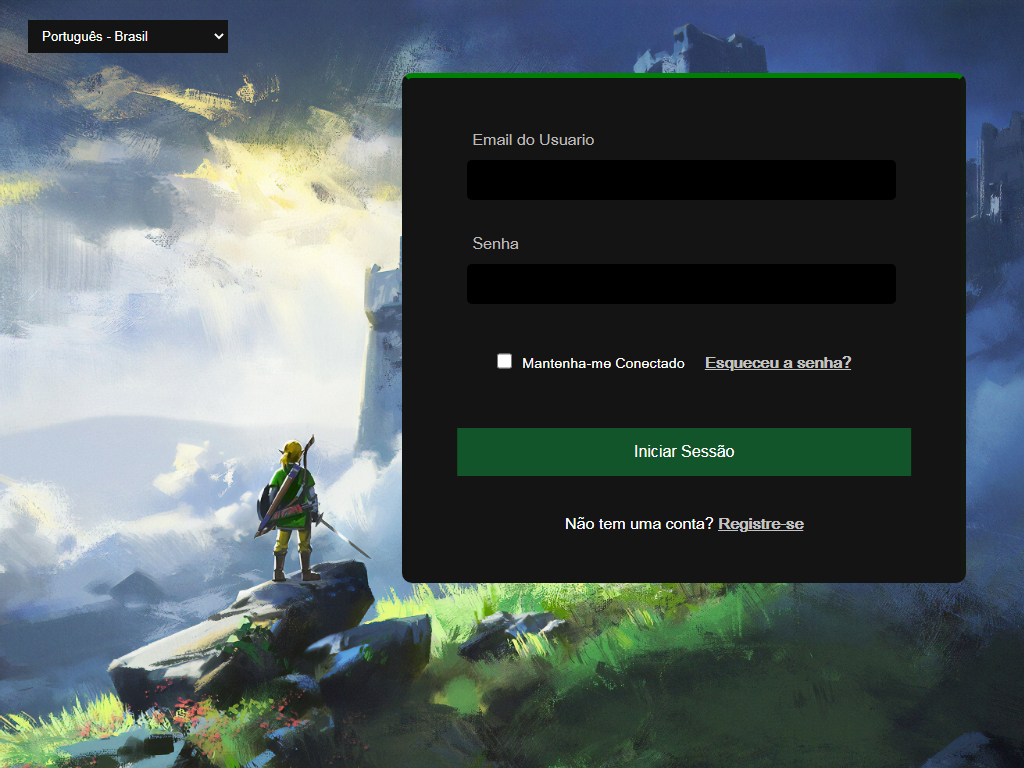 Português - Brasil
Email do Usuario
Senha
Mantenha-me Conectado Esqueceu a senha?
Iniciar Sessão
Não tem uma conta? Registre-se